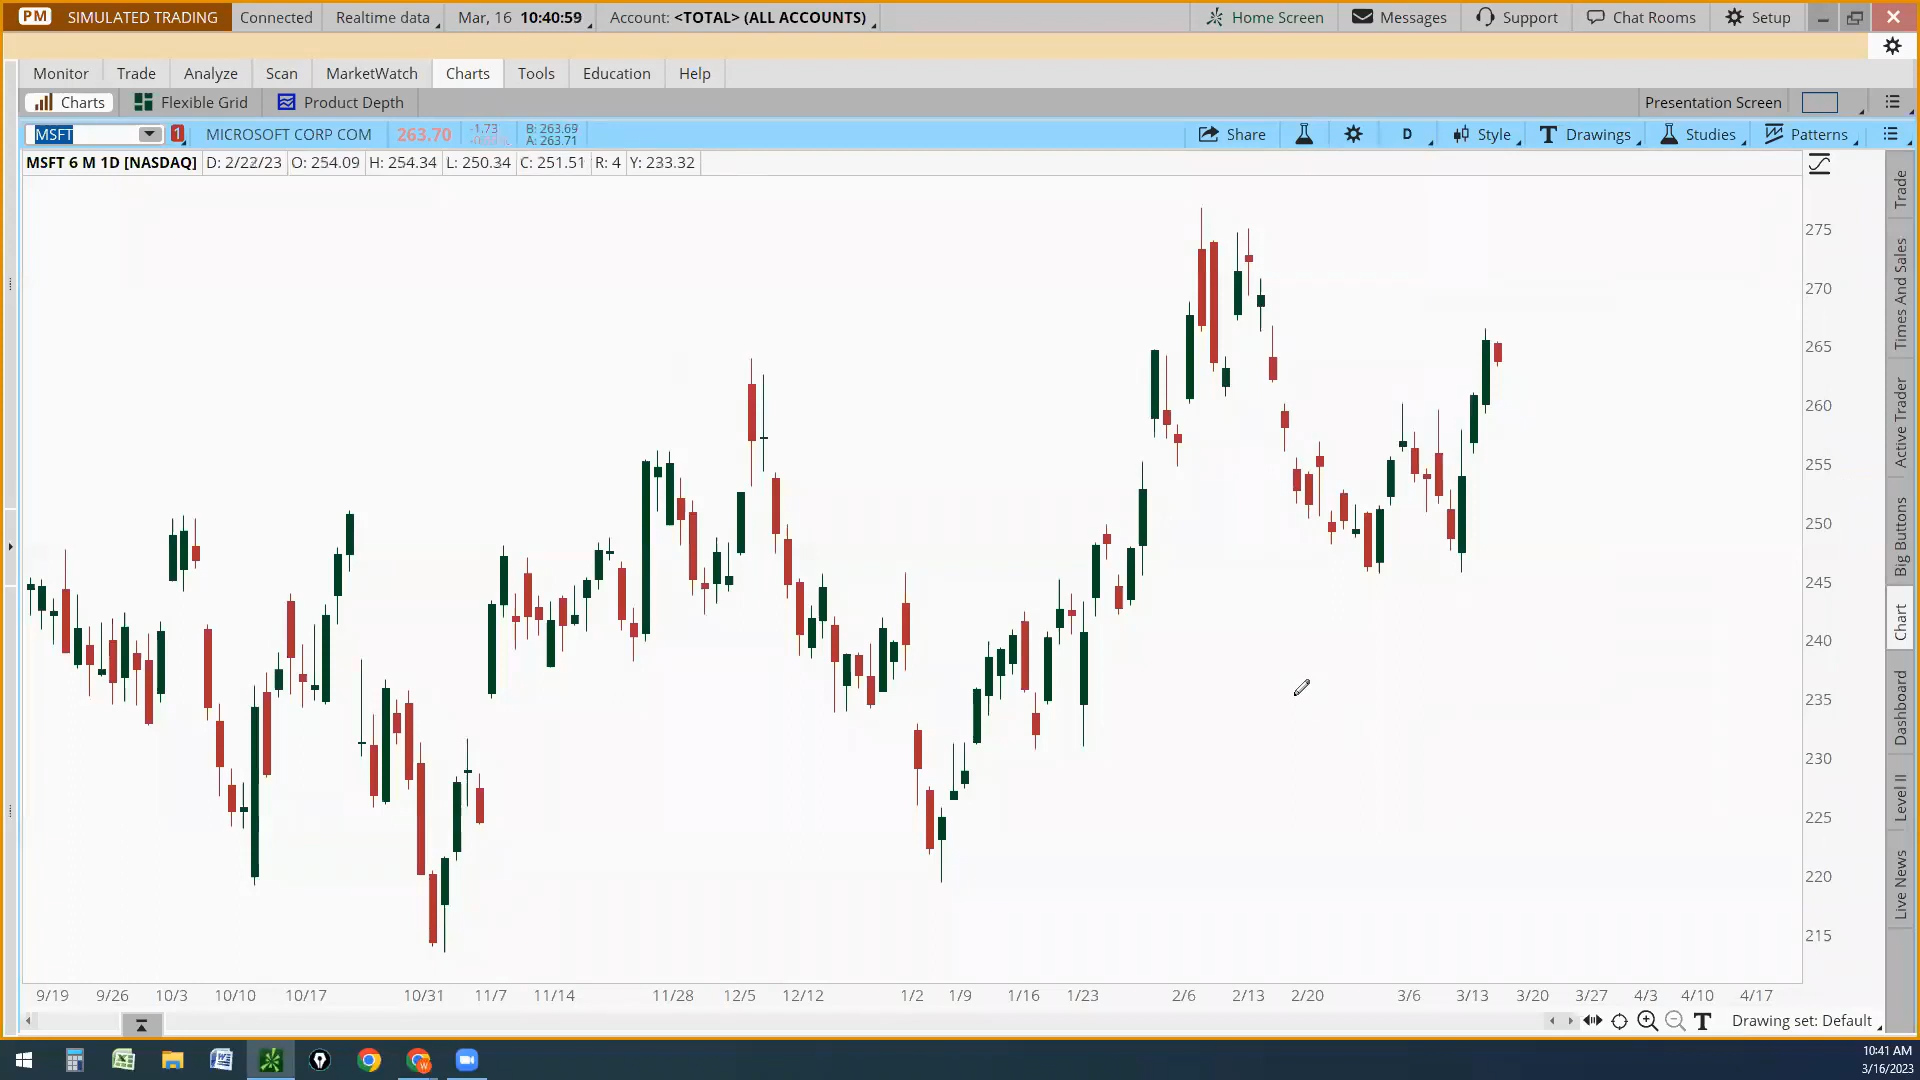 PM SIMULATED TRADING Connected Realtime data Mar, 16 10:40:59 Account: <TOTAL> (ALL ACCOUNTS) Home Screen Messages Support Chat Rooms Setup
Monitor Trade Analyze Scan MarketWatch Charts Tools Education Help
Charts Flexible Grid Product Depth Presentation Screen
MSFT 1 MICROSOFT CORP COM 263.70 -1.73 B: 263.69 A: 263.71 Share D Style Drawings Studies Patterns
MSFT 6 M 1D [NASDAQ] D: 2/22/23 O: 254.09 H: 254.34 L: 250.34 C: 251.51 R: 4 Y: 233.32
275
270
265
260
255
250
245
240
235
230
225
220
215
9/19 9/26 10/3 10/10 10/17 10/31 11/7 11/14 11/28 12/5 12/12 1/2 1/9 1/16 1/23 2/6 2/13 2/20 3/6 3/13 3/20 3/27 4/3 4/10 4/17
Drawing set: Default
Trade
Times And Sales
Active Trader
Big Buttons
Chart
Dashboard
Level II
Live News
10:41 AM
3/16/2023